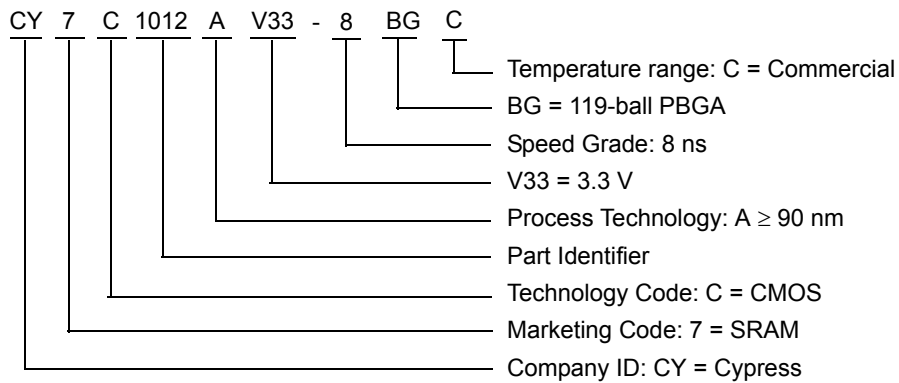 CY 7 C 1012 A V33 - 8 BG C
Temperature range: C = Commercial
BG = 119-ball PBGA
Speed Grade: 8 ns
V33 = 3.3 V
Process Technology: A ≥ 90 nm
Part Identifier
Technology Code: C = CMOS
Marketing Code: 7 = SRAM
Company ID: CY = Cypress